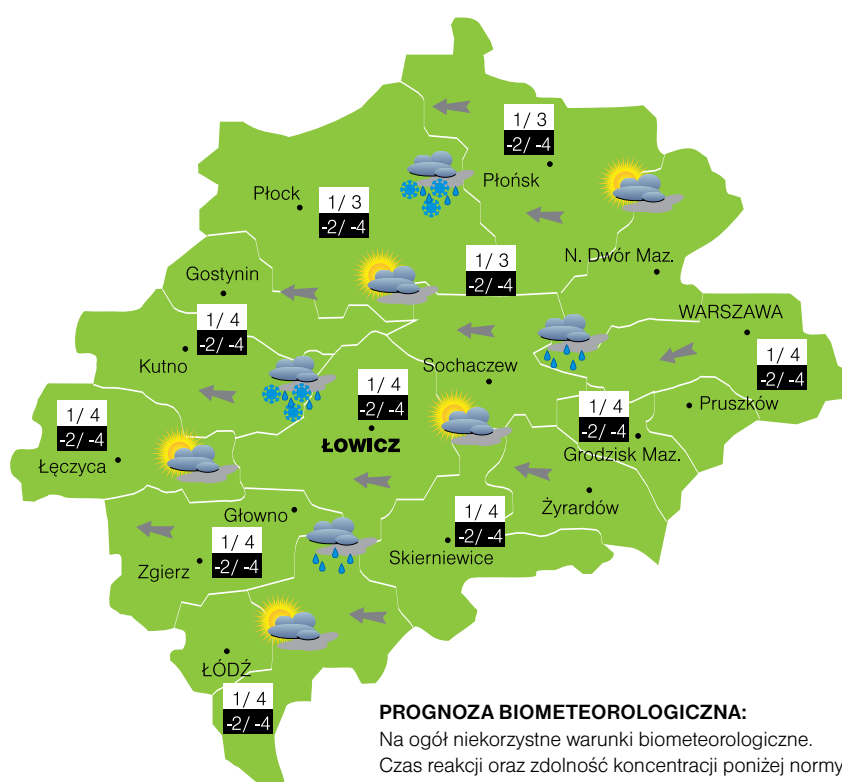 1/ 3
-2/ -4
Płońsk
Płock
1/ 3
-2/ -4
N. Dwór Maz.
1/ 3
-2/ -4
Gostynin
WARSZAWA
1/ 4
-2/ -4
Kutno
Sochaczew
1/ 4
-2/ -4
1/ 4
-2/ -4
ŁOWICZ
Pruszków
1/ 4
-2/ -4
Grodzisk Maz.
1/ 4
-2/ -4
Łęczyca
Żyrardów
Głowno
1/ 4
-2/ -4
Skierniewice
1/ 4
-2/ -4
Zgierz
ŁÓDŹ
1/ 4
-2/ -4
PROGNOZA BIOMETEOROLOGICZNA:
Na ogół niekorzystne warunki biometeorologiczne.
Czas reakcji oraz zdolność koncentracji poniżej normy